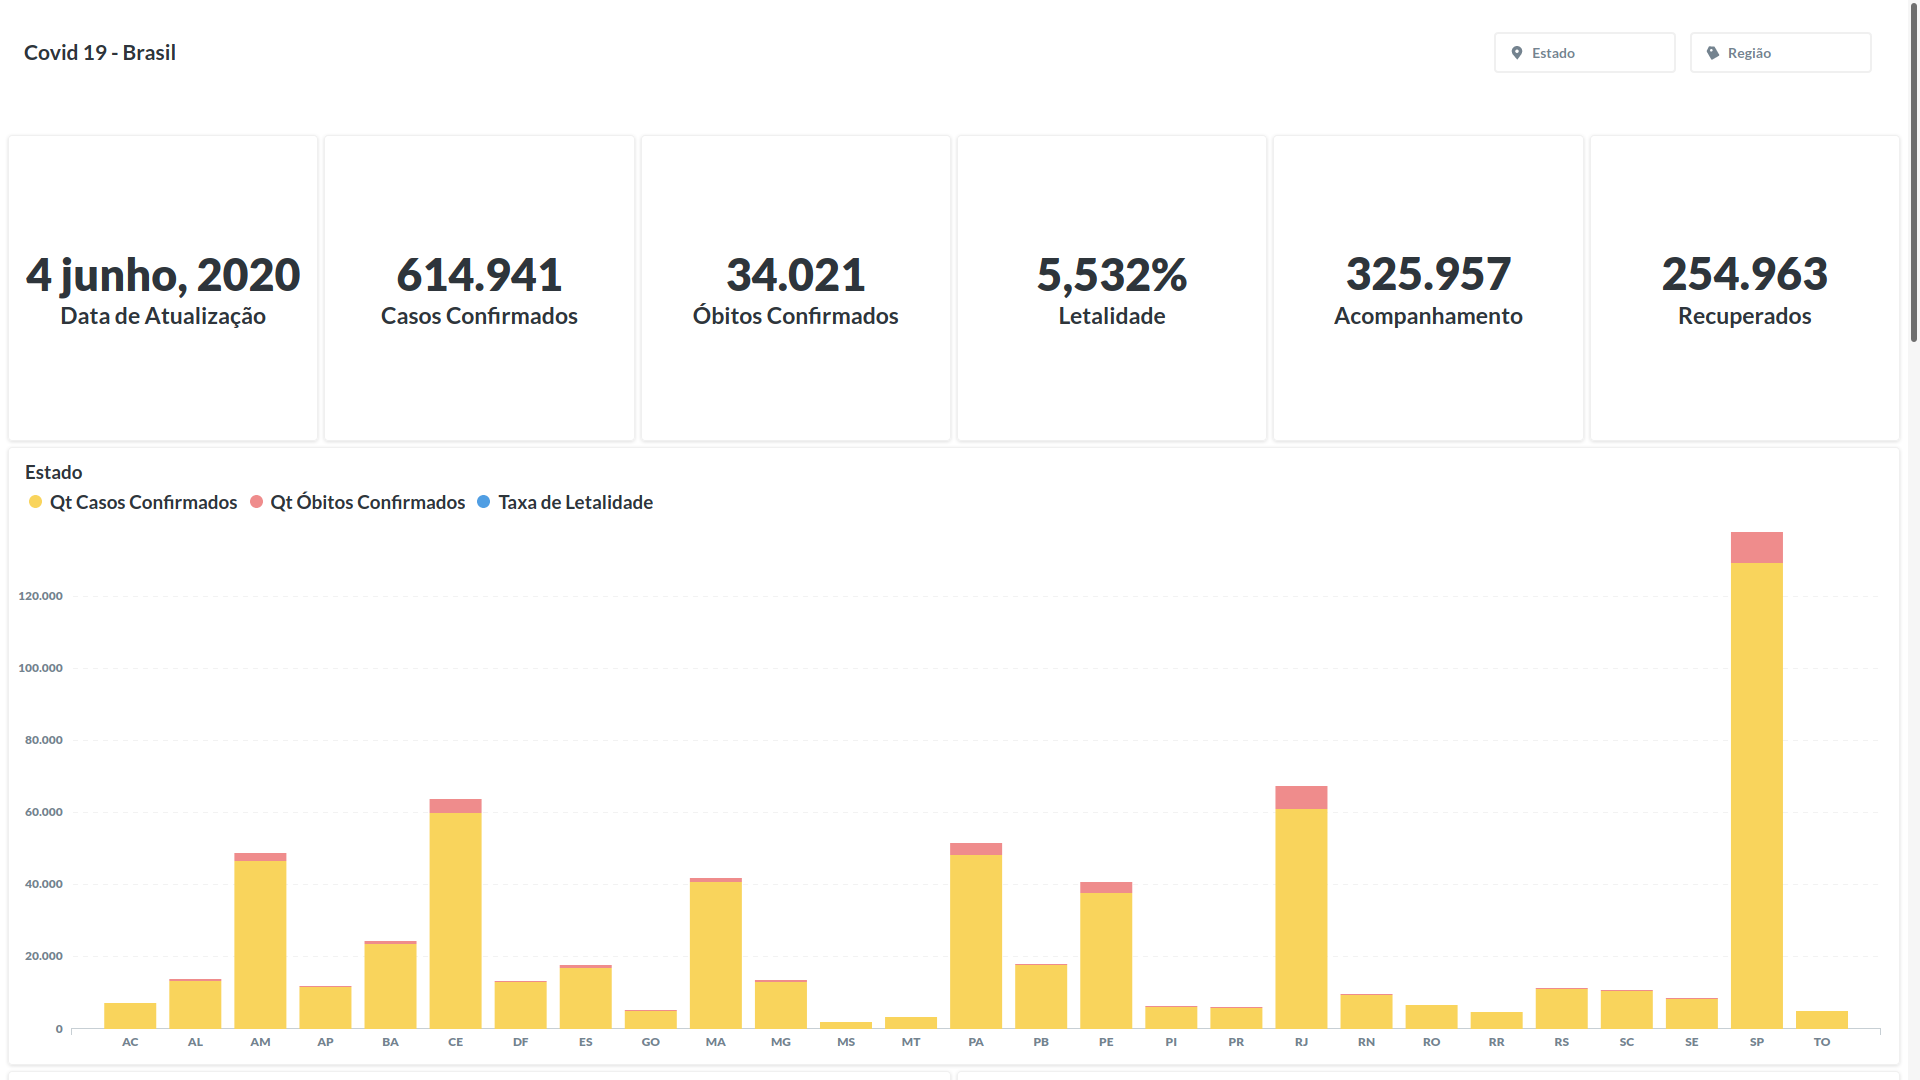 Covid 19 - Brasil
Estado
Região
4 junho, 2020
Data de Atualização
614.941
Casos Confirmados
34.021
Óbitos Confirmados
5,532%
Letalidade
325.957
Acompanhamento
254.963
Recuperados
Estado
Qt Casos Confirmados
Qt Óbitos Confirmados
Taxa de Letalidade
120.000
100.000
80.000
60.000
40.000
20.000
0
AC AL AM AP BA CE DF ES GO MA MG MS MT PA PB PE PI PR RJ RN RO RR RS SC SE SP TO